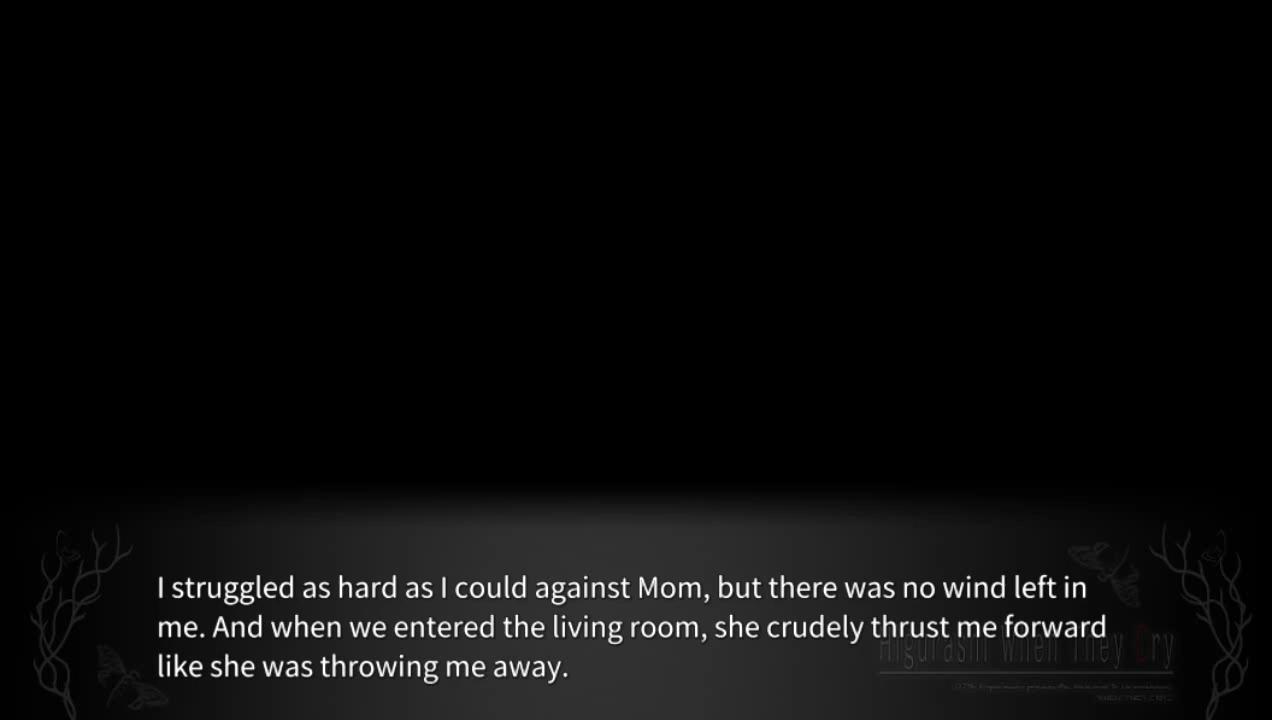 I struggled as hard as I could against Mom, but there was no wind left in
me. And when we entered the living room, she crudely thrust me forward
like she was throwing me away.
Higurashi When They Cry